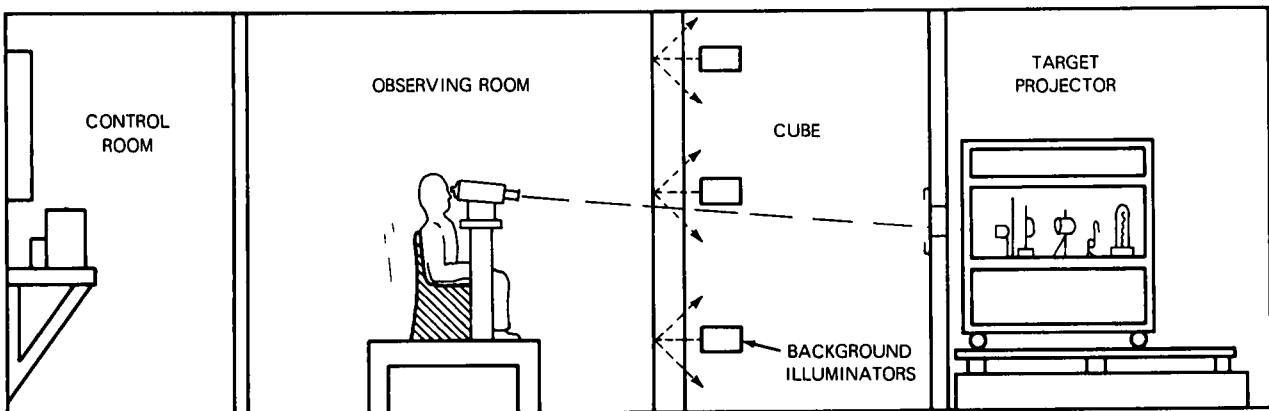 CONTROL
ROOM
OBSERVING ROOM
CUBE
TARGET
PROJECTOR
BACKGROUND
ILLUMINATORS